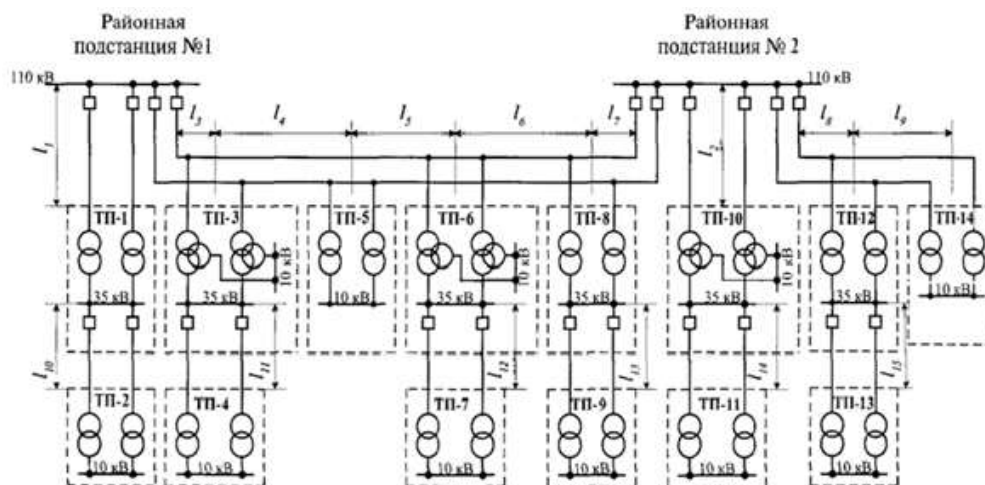 Районная
подстанция №1
Районная
подстанция № 2
110 кВ
110 кВ
l1
l3
l4
l5
l6
l7
l2
l8
l9
ТП-1
ТП-3
ТП-5
ТП-6
ТП-8
ТП-10
ТП-12
ТП-14
10 кВ
10 кВ
10 кВ
35 кВ
35 кВ
10 кВ
35 кВ
35 кВ
35 кВ
35 кВ
10 кВ
l10
l11
l12
l13
l14
l15
ТП-2
ТП-4
ТП-7
ТП-9
ТП-11
ТП-13
10 кВ
10 кВ
10 кВ
10 кВ
10 кВ
10 кВ